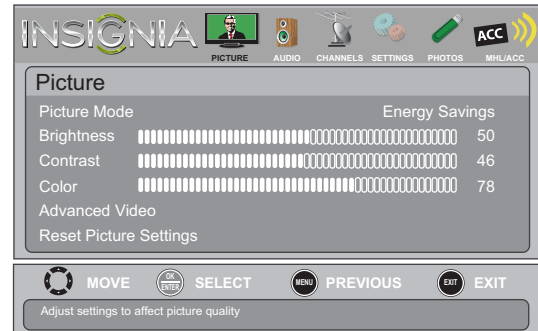 INSIGNIA
PICTURE AUDIO CHANNELS SETTINGS PHOTOS ACC MHL/ACC
Picture
Picture Mode Energy Savings
Brightness 50
Contrast 46
Color 78
Advanced Video
Reset Picture Settings
MOVE OK ENTER SELECT MENU PREVIOUS EXIT EXIT
Adjust settings to affect picture quality